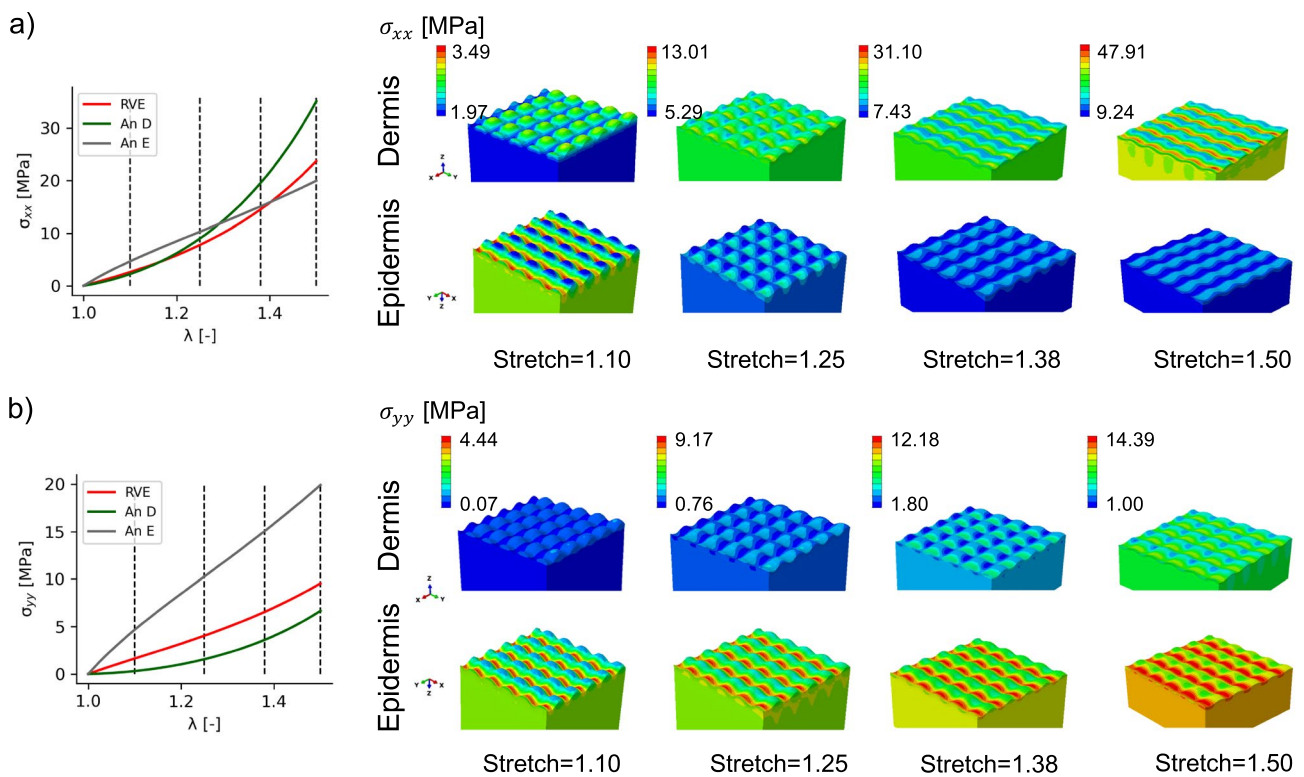 a)
σxx [MPa]
3.49
13.01
31.10
47.91
1.97
5.29
7.43
9.24
Dermis
RVE
An D
An E
30
20
10
0
σxx [MPa]
1.0
1.2
1.4
λ [-]
Z
X
Y
Epidermis
Y
X
Z
Stretch=1.10
Stretch=1.25
Stretch=1.38
Stretch=1.50
b)
σyy [MPa]
4.44
9.17
12.18
14.39
0.07
0.76
1.80
1.00
Dermis
RVE
An D
An E
20
15
10
5
0
σyy [MPa]
1.0
1.2
1.4
λ [-]
Z
X
Y
Epidermis
Y
X
Z
Stretch=1.10
Stretch=1.25
Stretch=1.38
Stretch=1.50